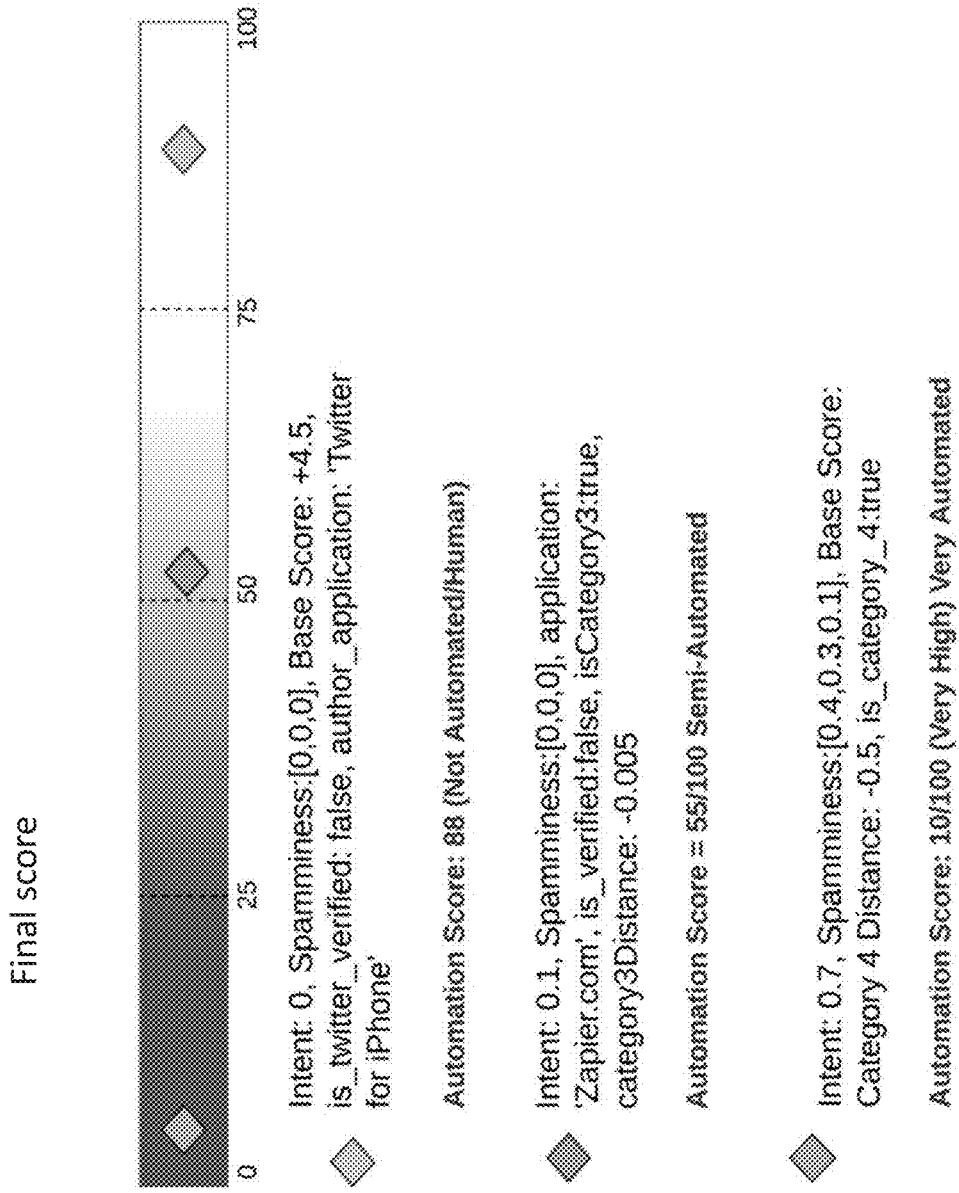 Final score
0 25 50 75 100
Intent: 0, Spamminess:[0,0,0], Base Score: +4.5,
is_twitter_verified: false, author_application: 'Twitter
for iPhone'
Automation Score: 88 (Not Automated/Human)
Intent: 0.1, Spamminess:[0,0,0], application:
'Zapier.com', is_verified:false, isCategory3:true,
category3Distance: -0.005
Automation Score = 55/100 Semi-Automated
Intent: 0.7, Spamminess:[0.4,0.3,0.1], Base Score:
Category 4 Distance: -0.5, is_category_4:true
Automation Score: 10/100 (Very High) Very Automated